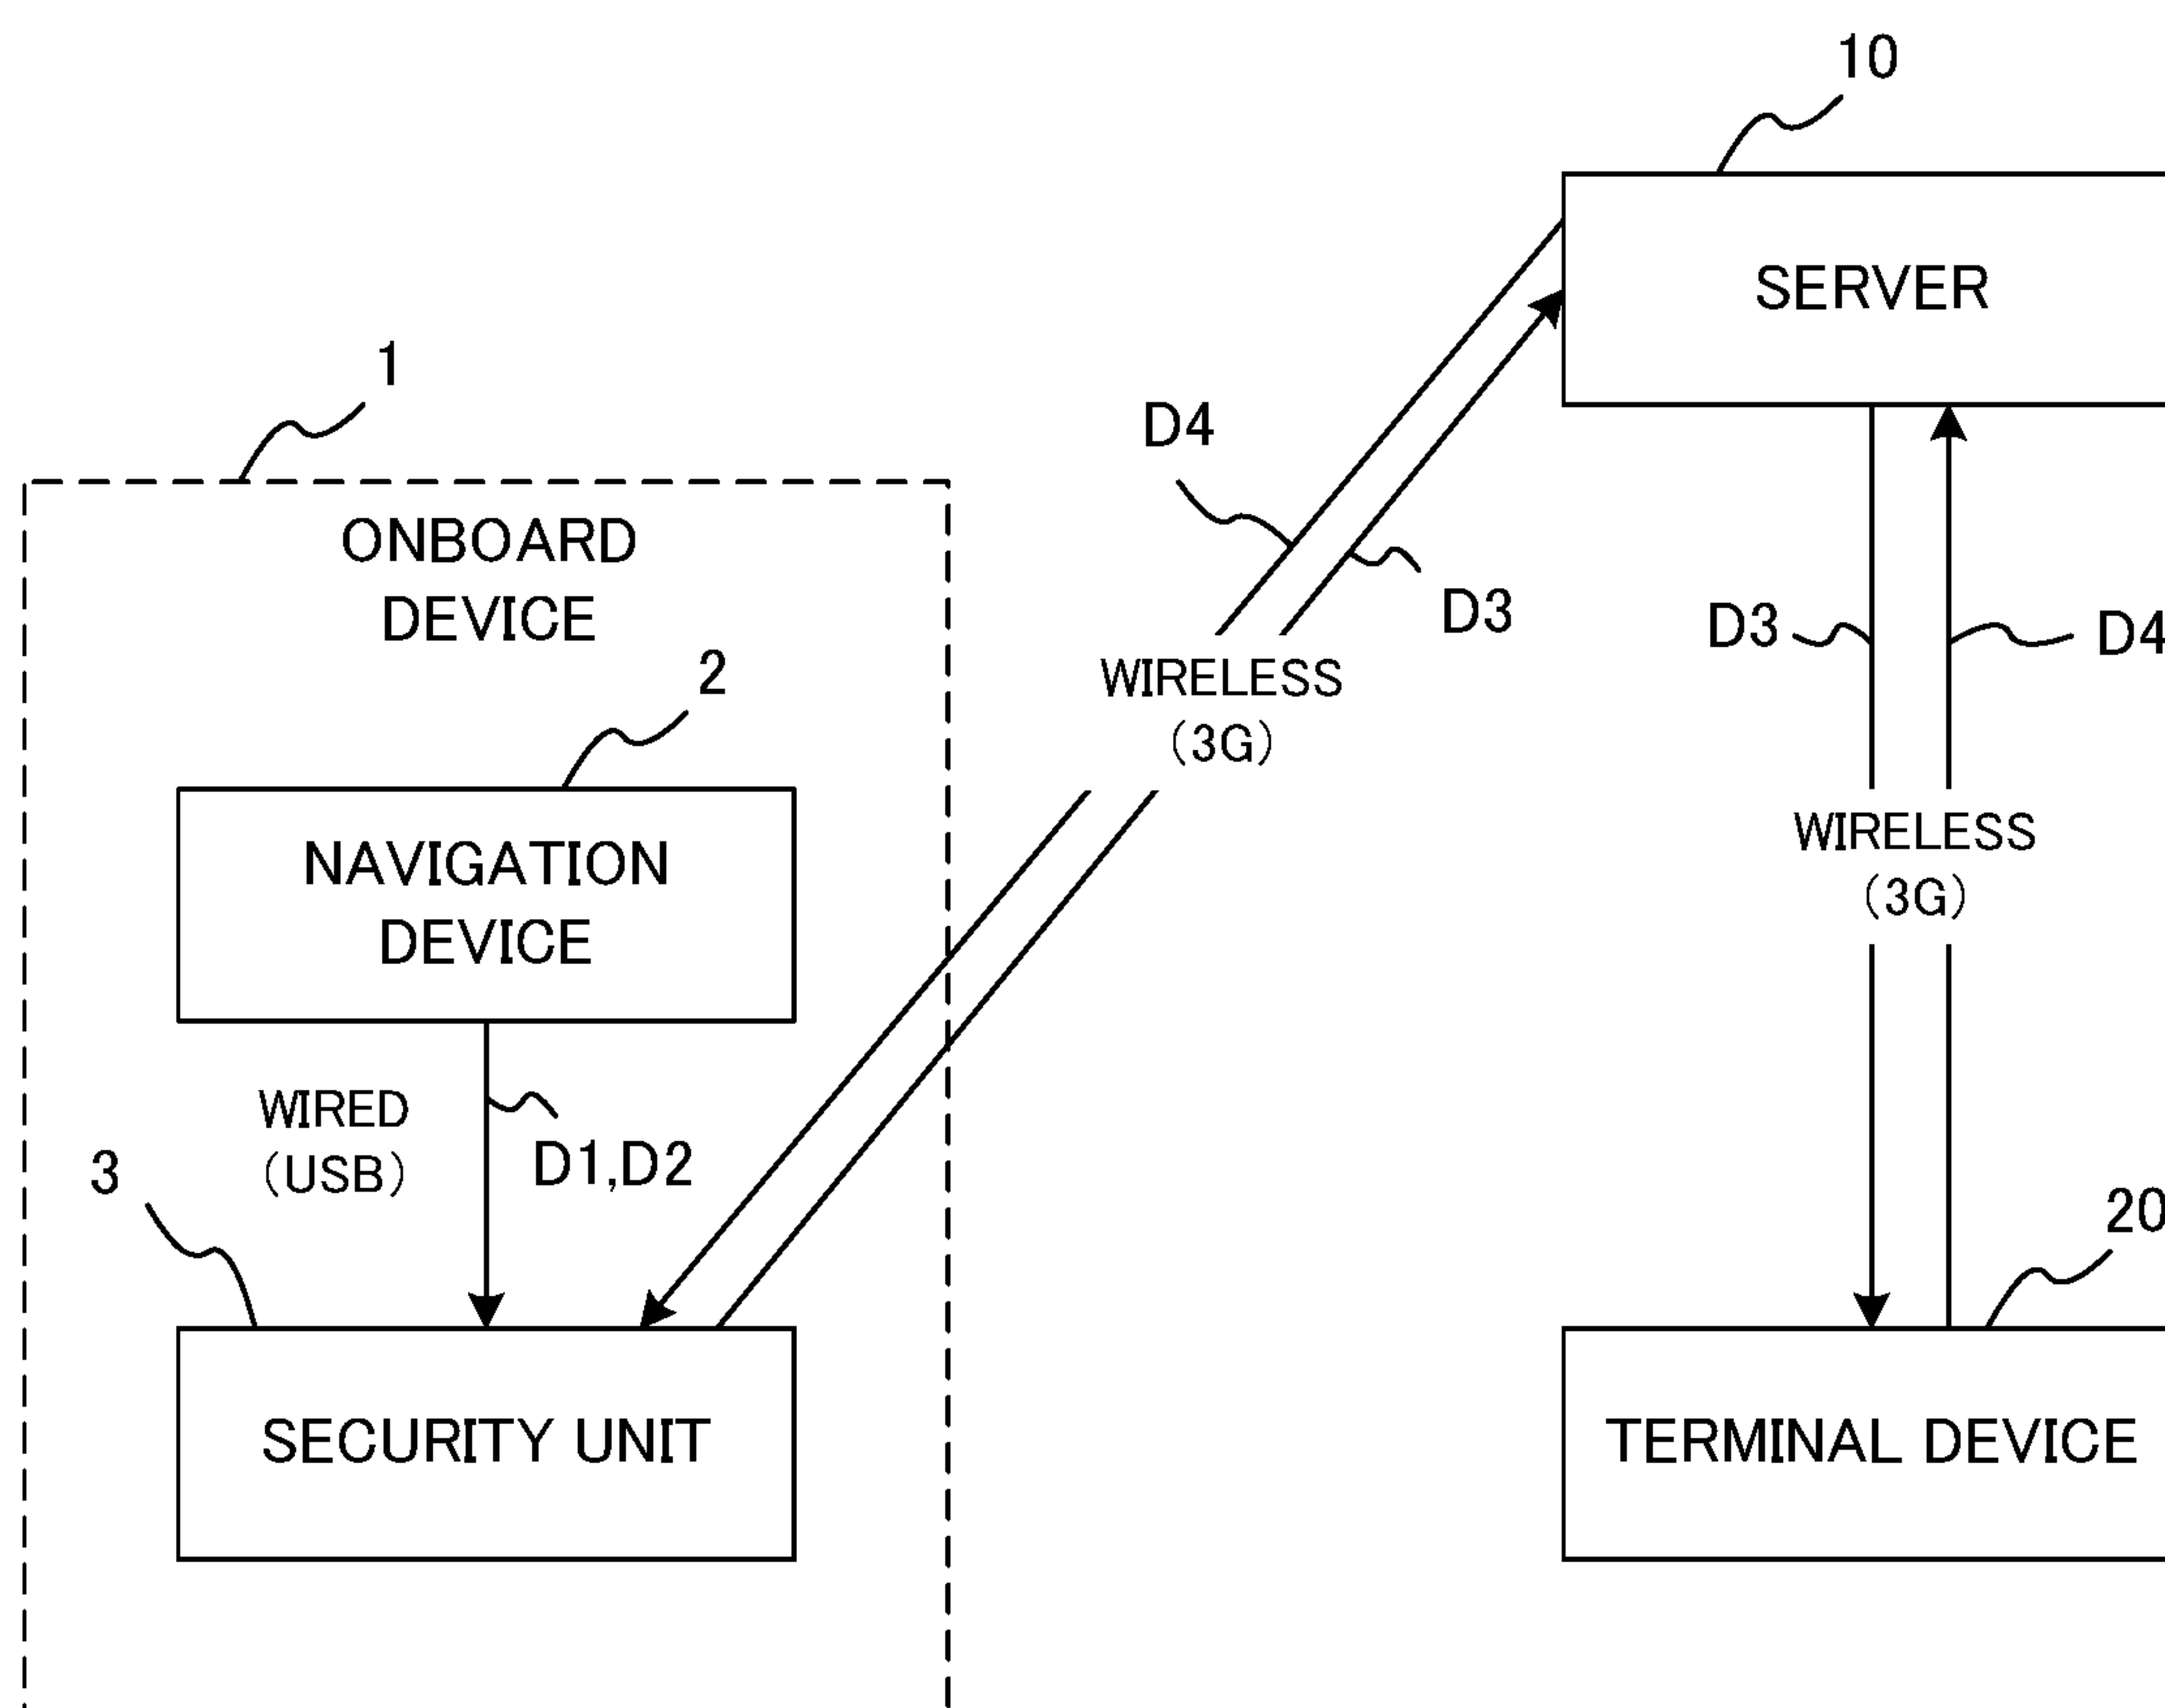 10
SERVER
1
D4
ONBOARD
DEVICE
D3
D3
D4
2
WIRELESS
(3G)
NAVIGATION
DEVICE
WIRELESS
(3G)
WIRED
(USB)
D1,D2
3
20
SECURITY UNIT
TERMINAL DEVICE